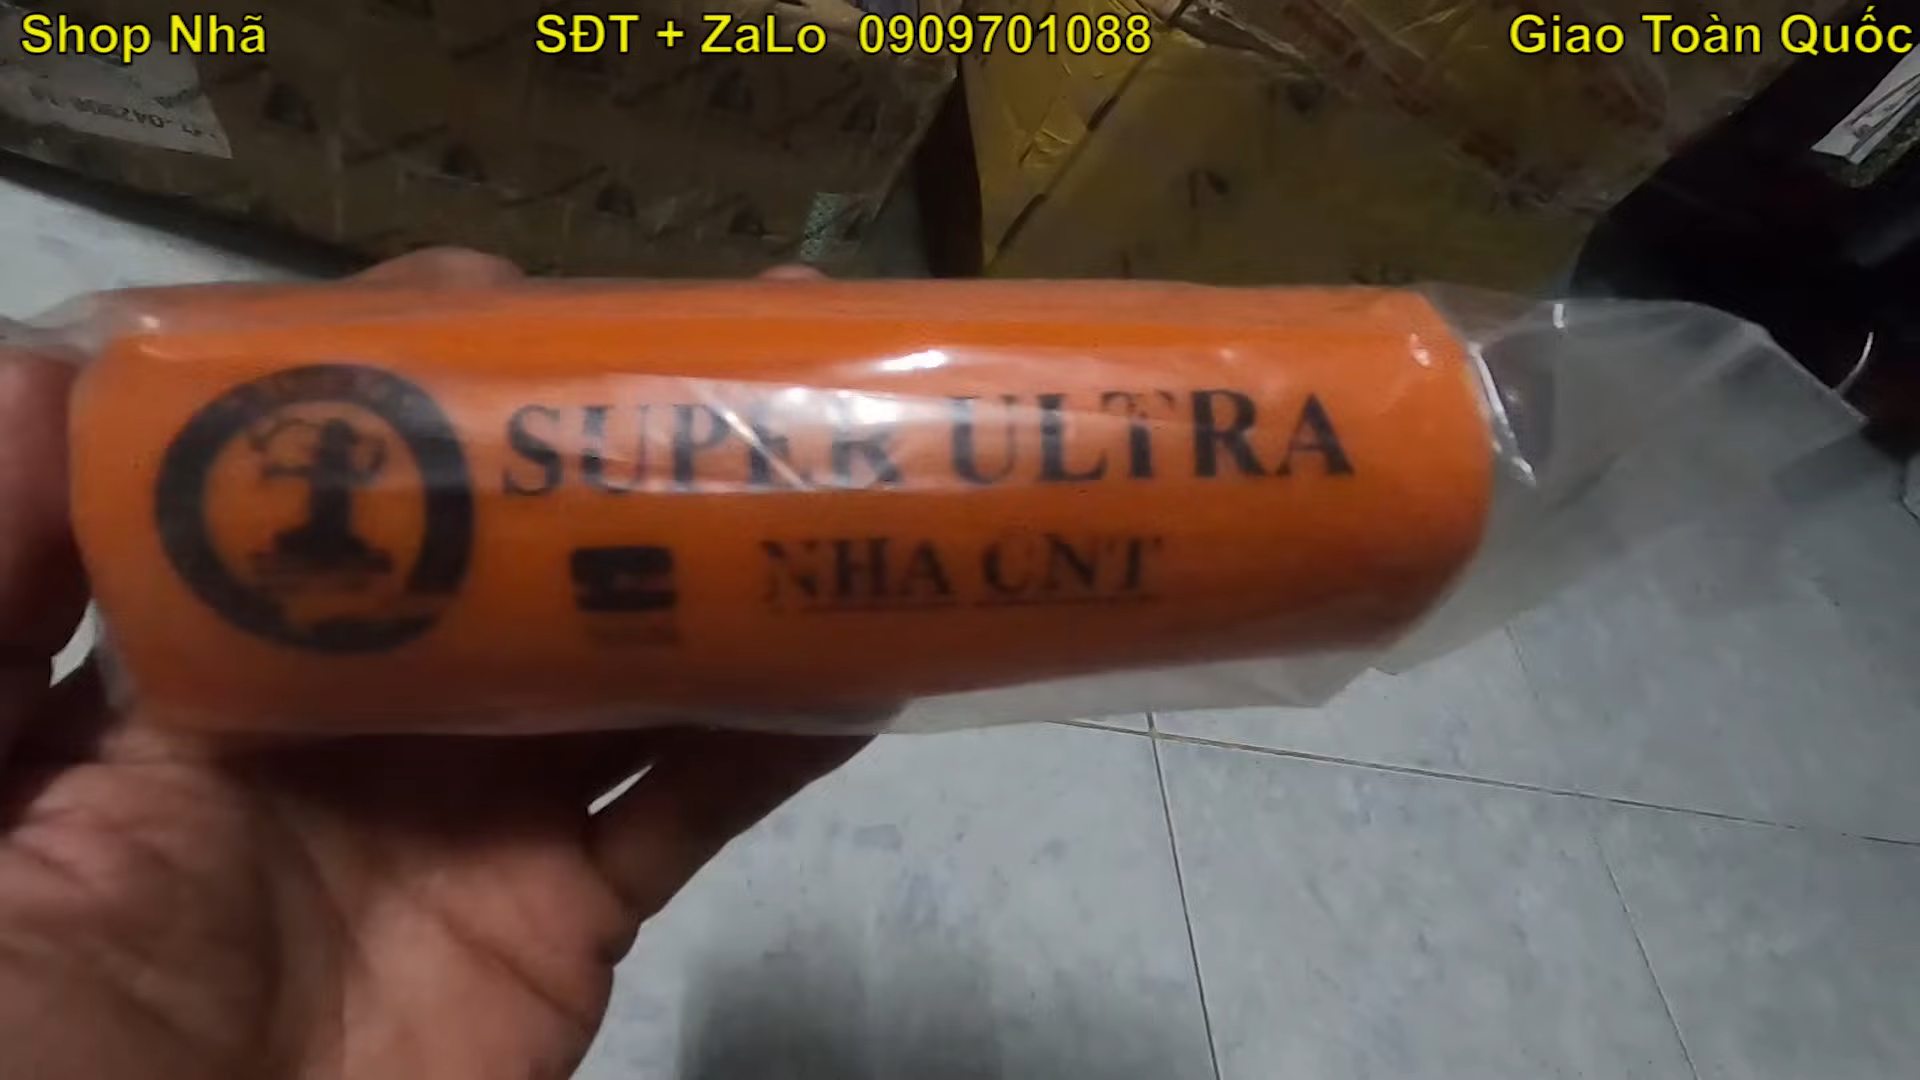 Shop Nhã SĐT + ZaLo 0909701088 Giao Toàn Quốc
SUPER ULTRA
NHA CNT